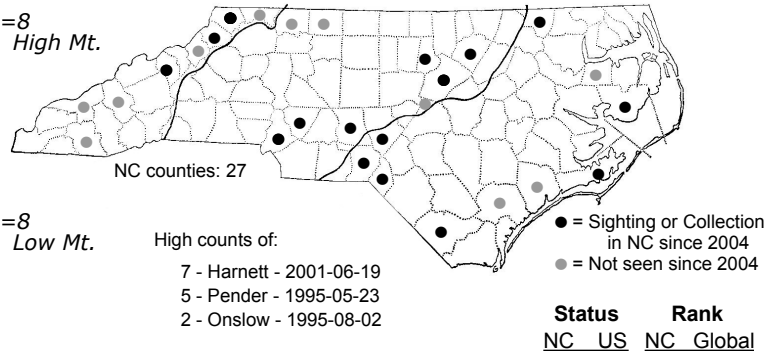 =8
High Mt.
NC counties: 27
=8
Low Mt.
High counts of:
7 - Harnett - 2001-06-19
5 - Pender - 1995-05-23
2 - Onslow - 1995-08-02
= Sighting or Collection
in NC since 2004
= Not seen since 2004
Status Rank
NC US NC Global